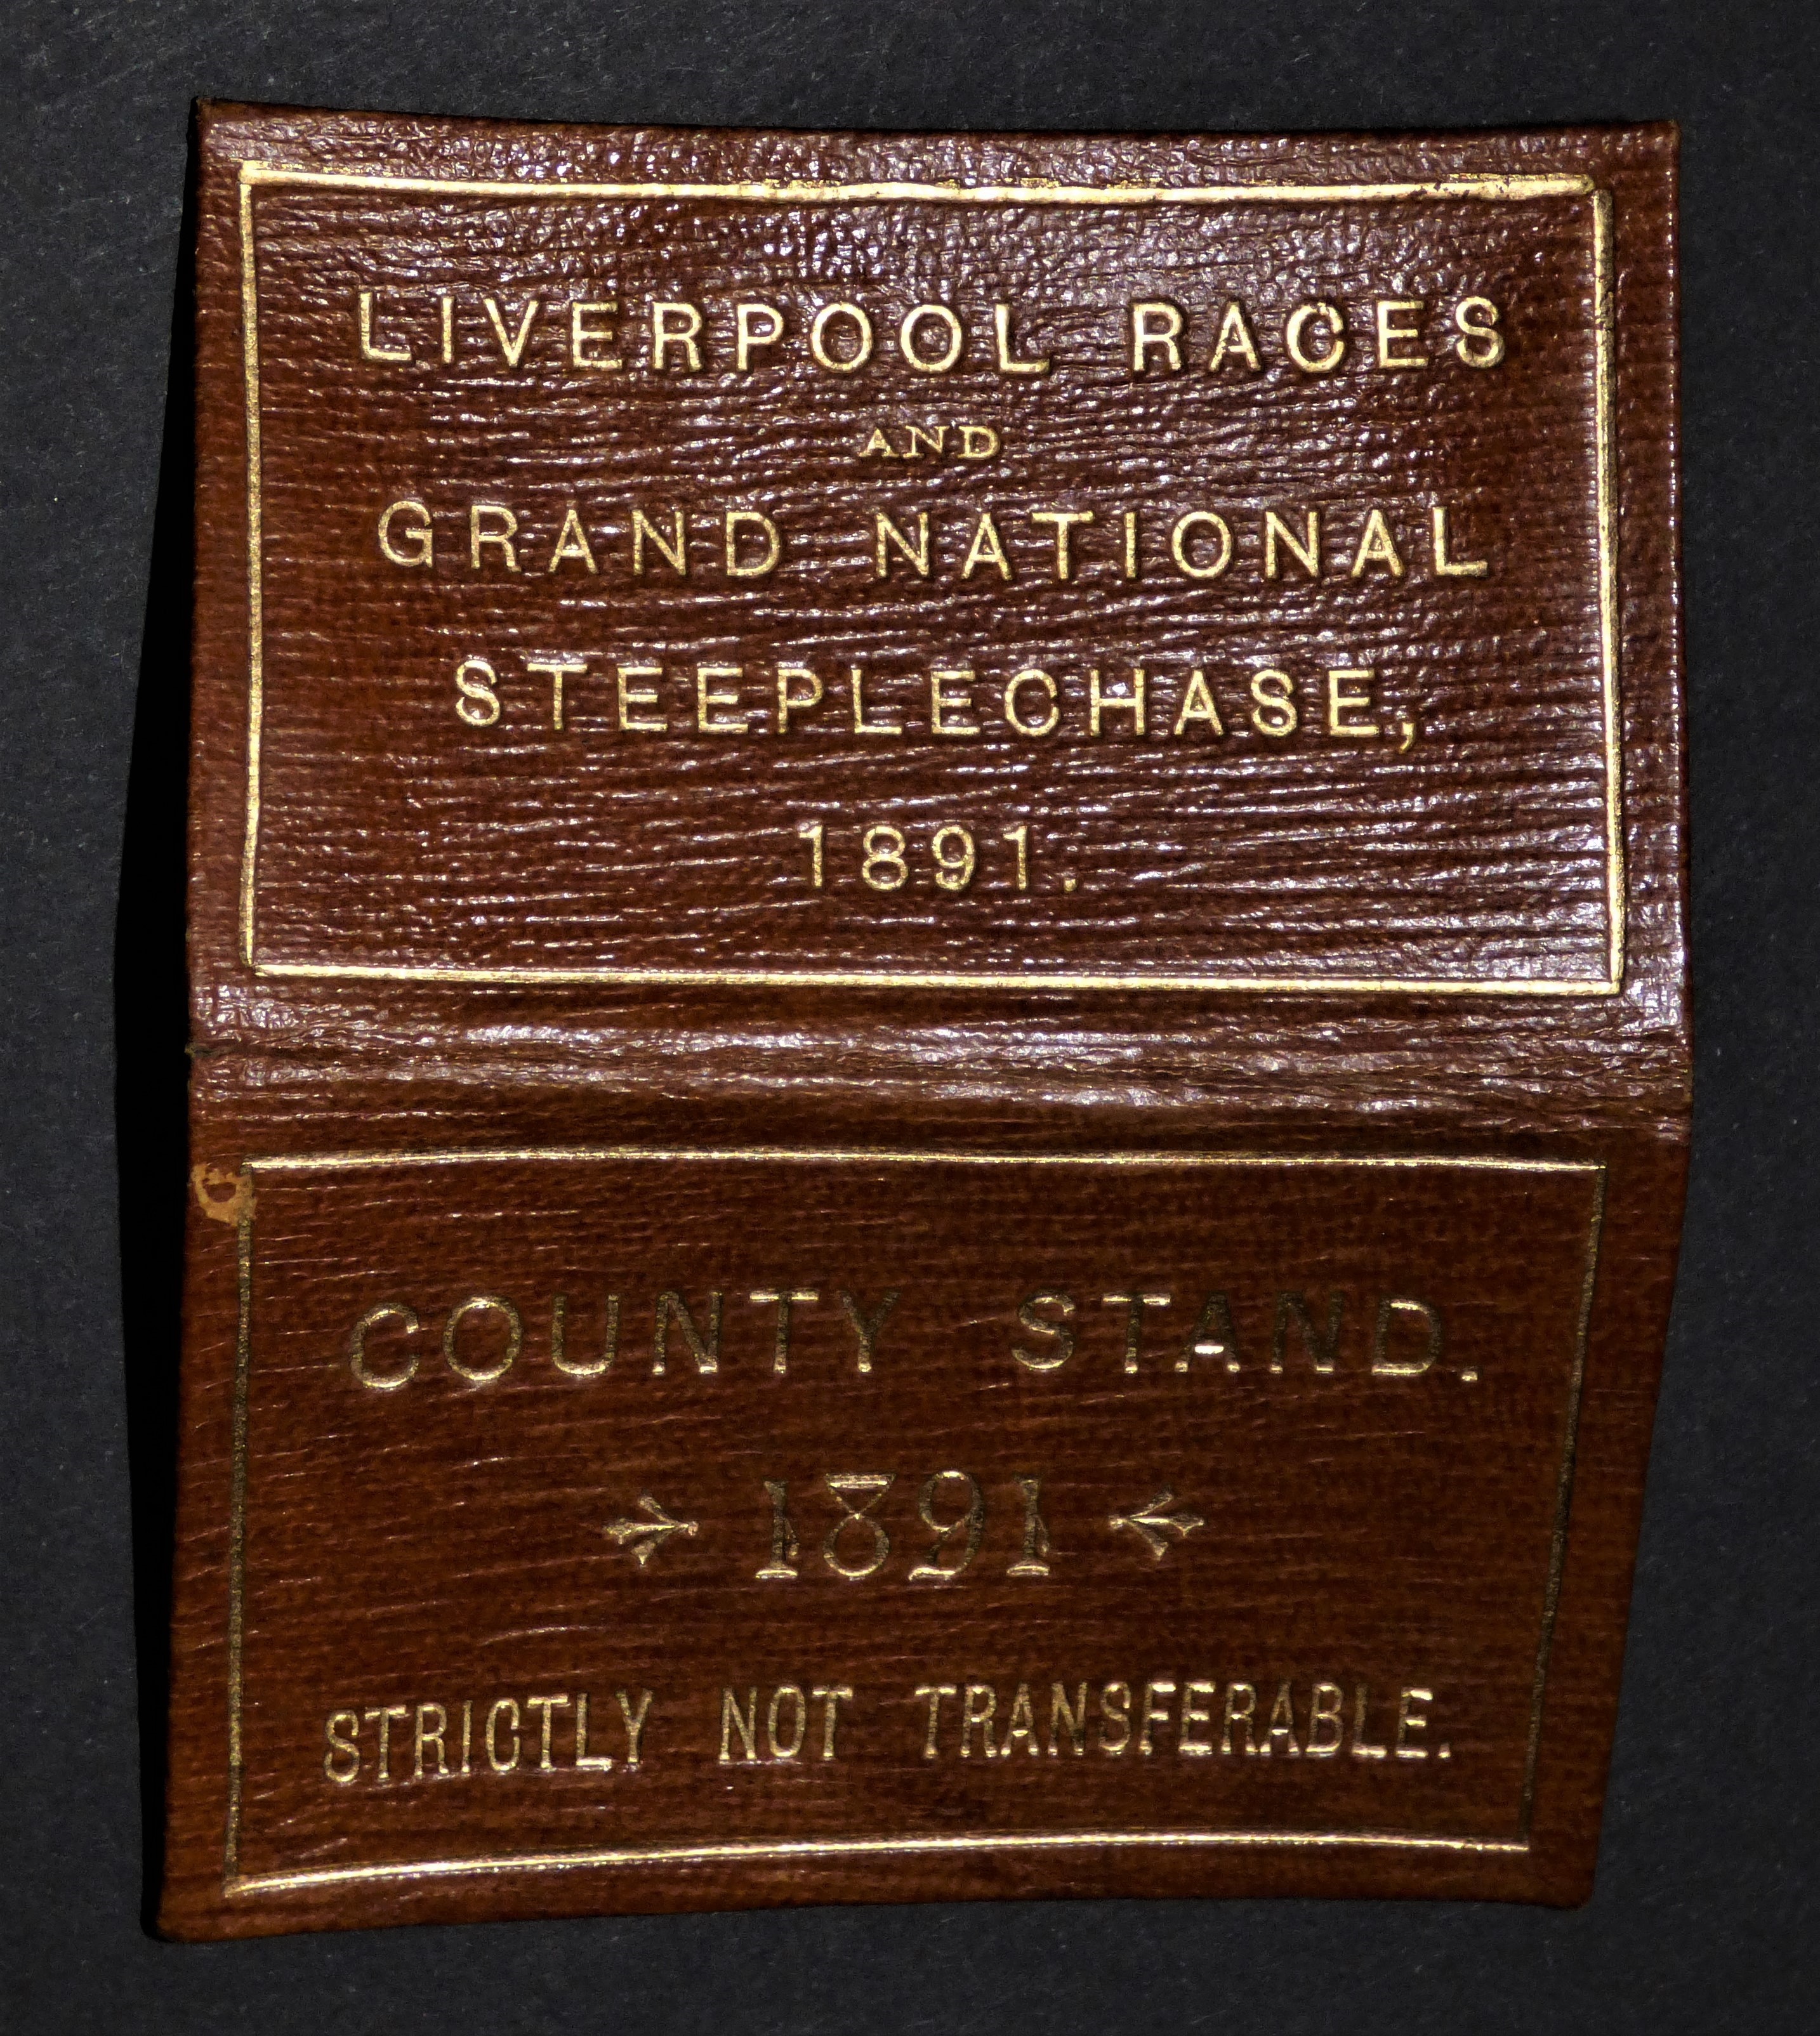 LIVERPOOL RACES
AND
GRAND NATIONAL
STEEPLECHASE,
1891.
COUNTY STAND.
1891
STRICTLY NOT TRANSFERABLE.